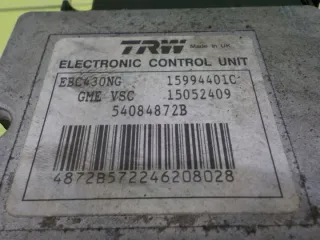 TRW Made in UK
ELECTRONIC CONTROL UNIT
EBC430NG 15994401C
GME VSC 15052409
54084872B
4872B572246208028